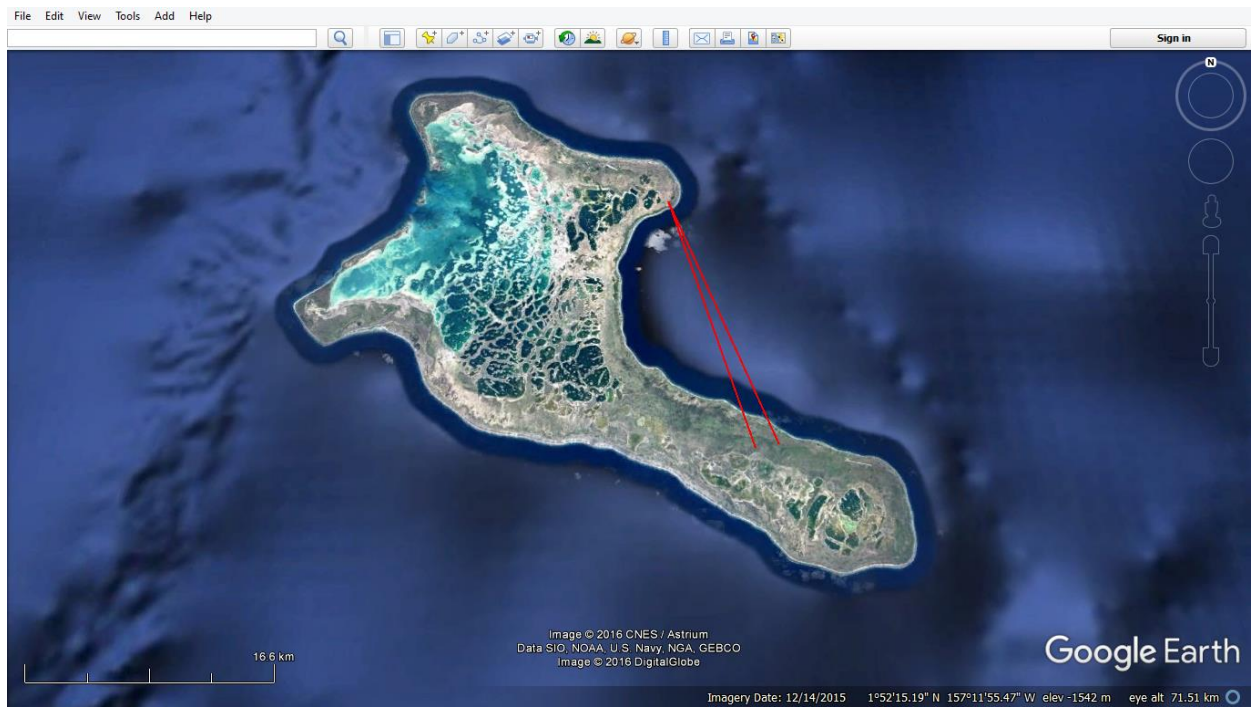 File Edit View Tools Add Help
Sign in
N
Image © 2016 CNES / Astrium
Data SIO, NOAA, U.S. Navy, NGA, GEBCO
Image © 2016 DigitalGlobe
16.6 km
Google Earth
Imagery Date: 12/14/2015 1°52'15.19" N 157°11'55.47" W elev -1542 m eye alt 71.51 km